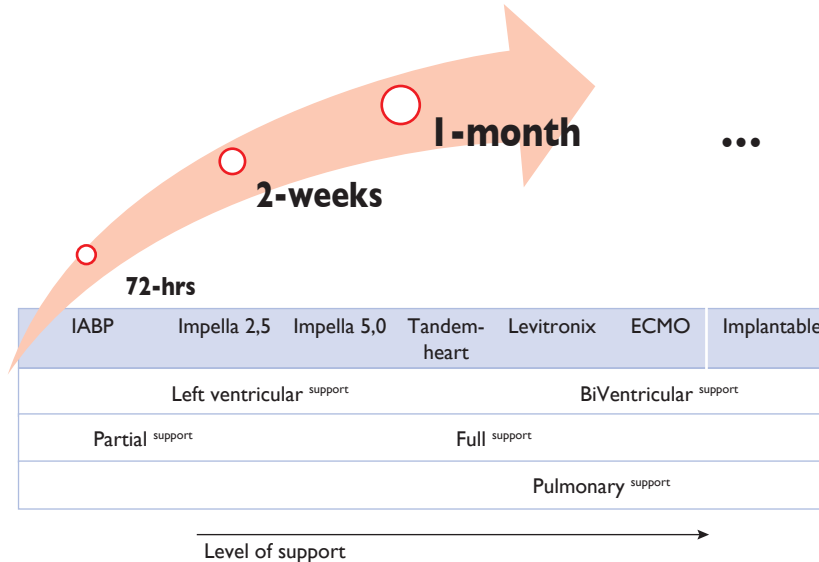 1-month
...
2-weeks
72-hrs
IABP Impella 2,5 Impella 5,0 Tandem-heart Levitronix ECMO Implantable
Left ventricular support BiVentricular support
Partial support Full support
Pulmonary support
Level of support